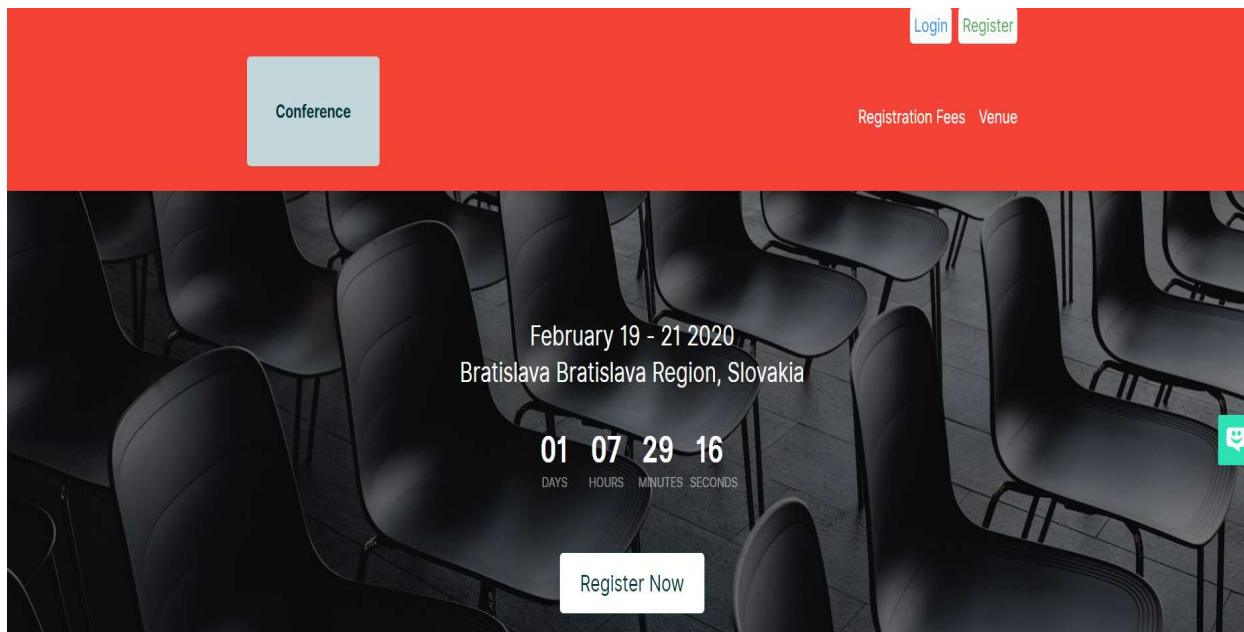 Login Register
Conference
Registration Fees Venue
February 19 - 21 2020
Bratislava Bratislava Region, Slovakia
01 07 29 16
DAYS HOURS MINUTES SECONDS
Register Now